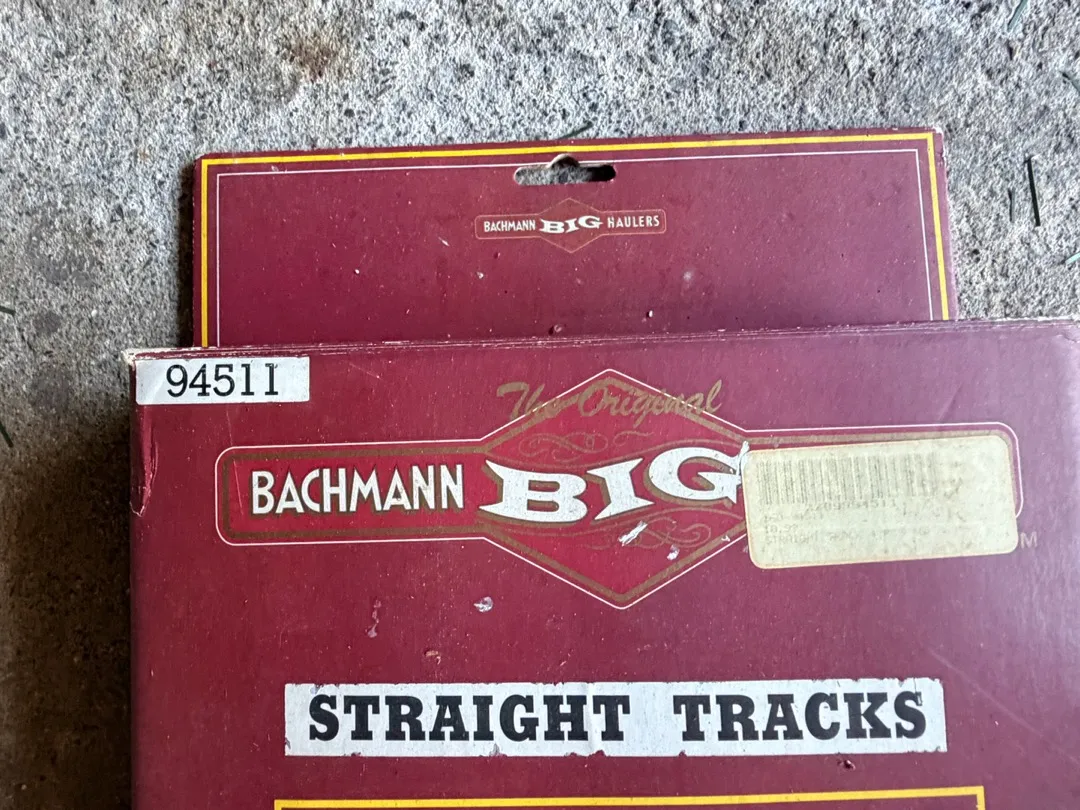 BACHMANN BIG HAULERS
94511
The Original
BACHMANN BIG
STRAIGHT TRACKS